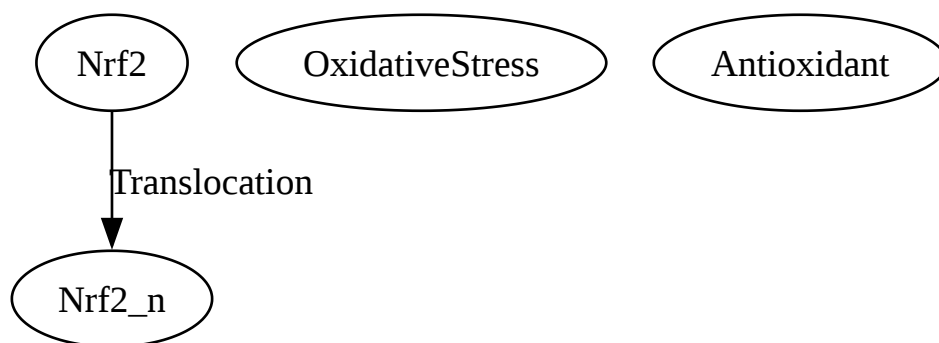 Nrf2
OxidativeStress
Antioxidant
Translocation
Nrf2_n